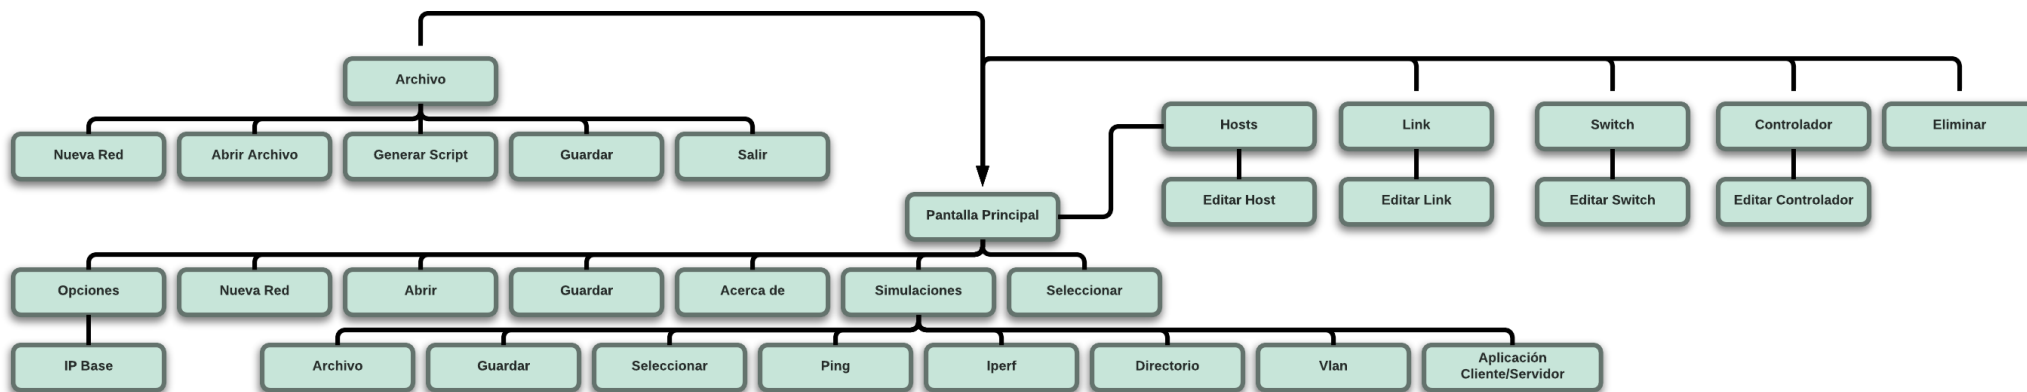 Archivo
Nueva Red
Abrir Archivo
Generar Script
Guardar
Salir
Hosts
Link
Switch
Controlador
Eliminar
Editar Host
Editar Link
Editar Switch
Editar Controlador
Pantalla Principal
Opciones
Nueva Red
Abrir
Guardar
Acerca de
Simulaciones
Seleccionar
IP Base
Archivo
Guardar
Seleccionar
Ping
Iperf
Directorio
Vlan
Aplicación
Cliente/Servidor